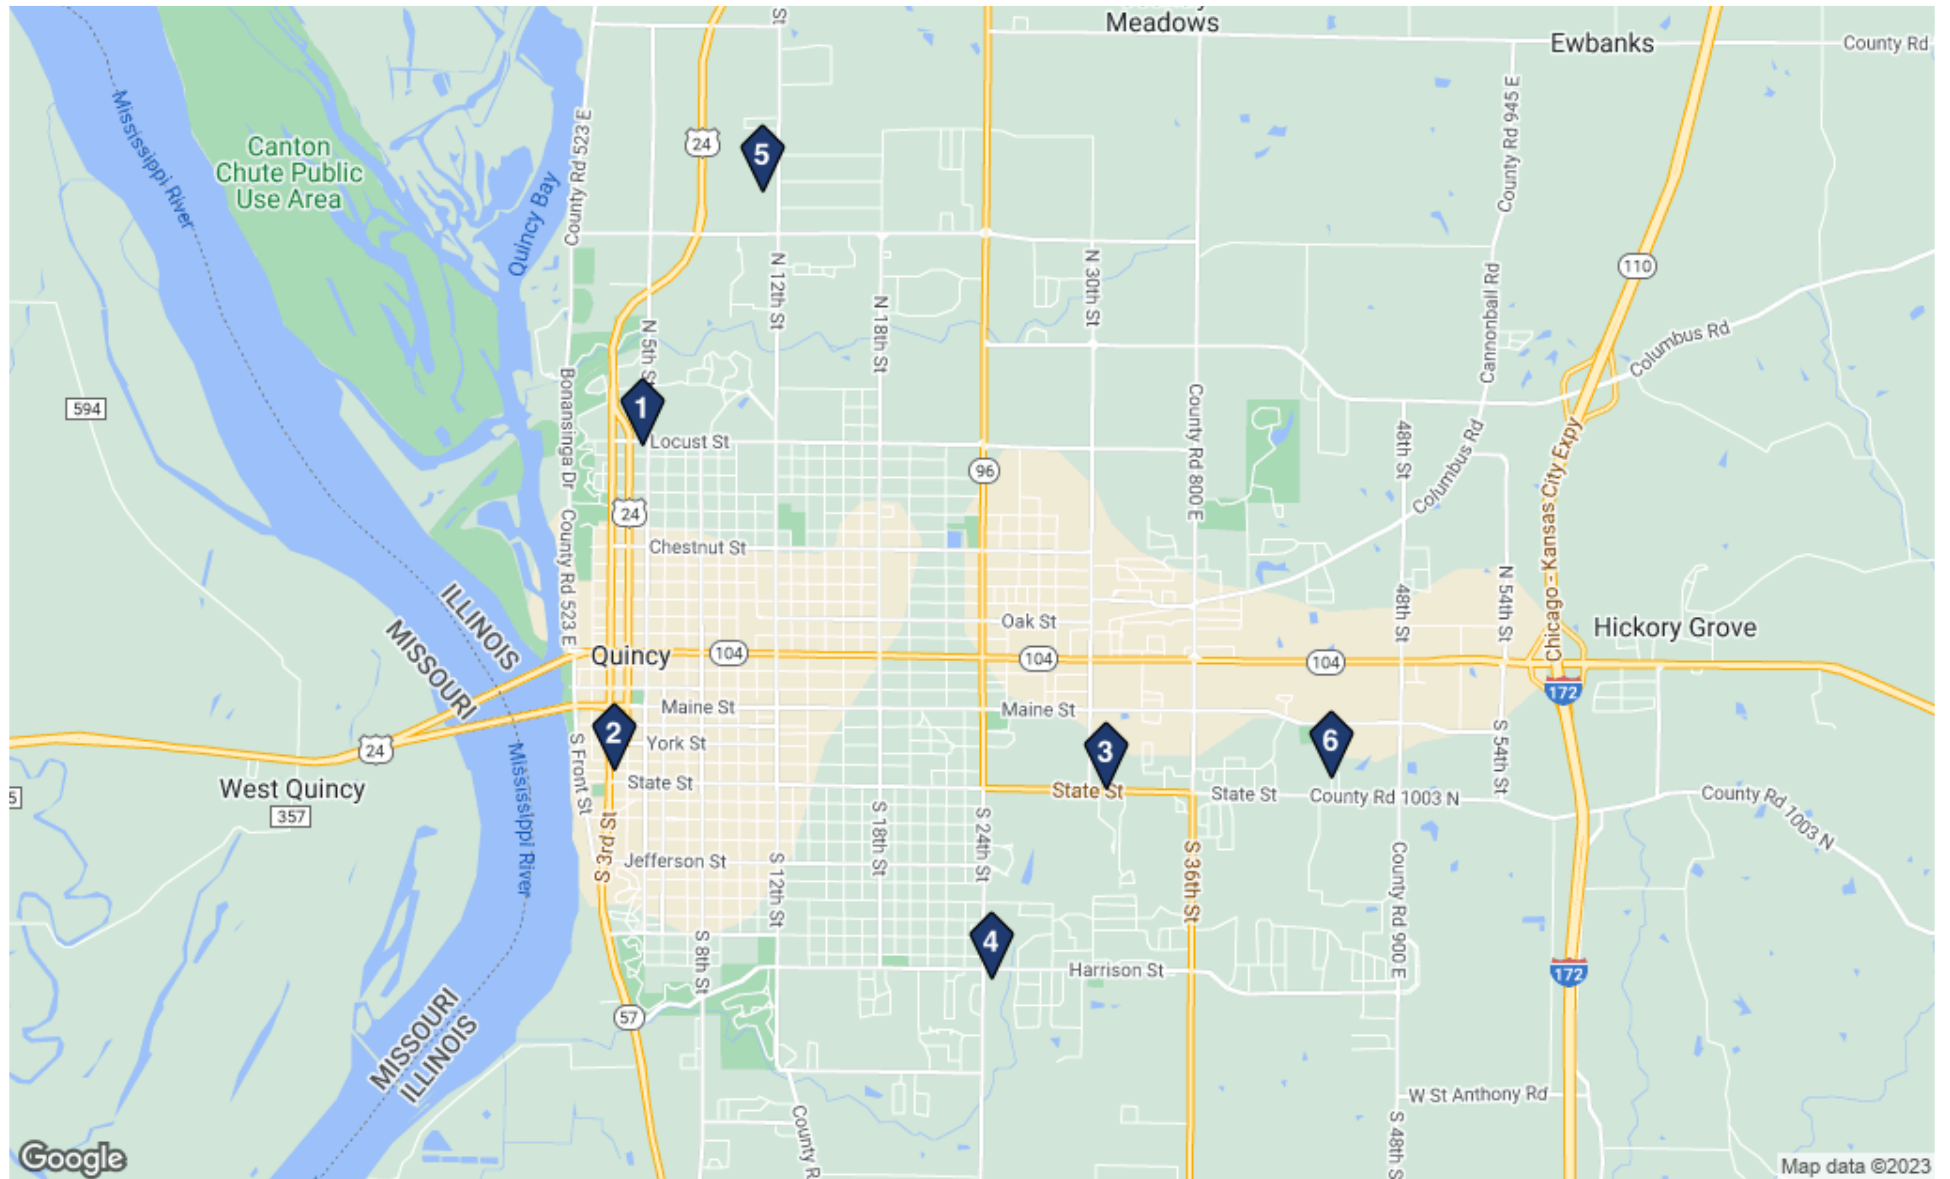 Meadows
Ewbanks
County Rd
St
24
Canton
Chute Public
Use Area
Mississippi River
Quincy Bay
County Rd 523 E
5
County Rd 945 E
110
N 12th St
N 18th St
N 30th St
N 5th St
Cannonball Rd
Columbus Rd
594
Bonansinga Dr
1
Locust St
County Rd 800 E
48th St
Columbus Rd
Chicago - Kansas City Expy
96
24
Chestnut St
County Rd 523 E
ILLINOIS
MISSOURI
Oak St
48th St
N 54th St
Hickory Grove
Quincy
104
104
104
172
Maine St
Maine St
2
York St
3
6
S 54th St
24
S Front St
Mississippi River
West Quincy
357
5
State St
State St
State St
County Rd 1003 N
County Rd 1003 N
S 3rd St
Jefferson St
S 12th St
S 18th St
S 24th St
S 36th St
County Rd 900 E
4
S 8th St
Harrison St
172
57
MISSOURI
ILLINOIS
W St Anthony Rd
County R
S 48th S
Google
Map data ©2023